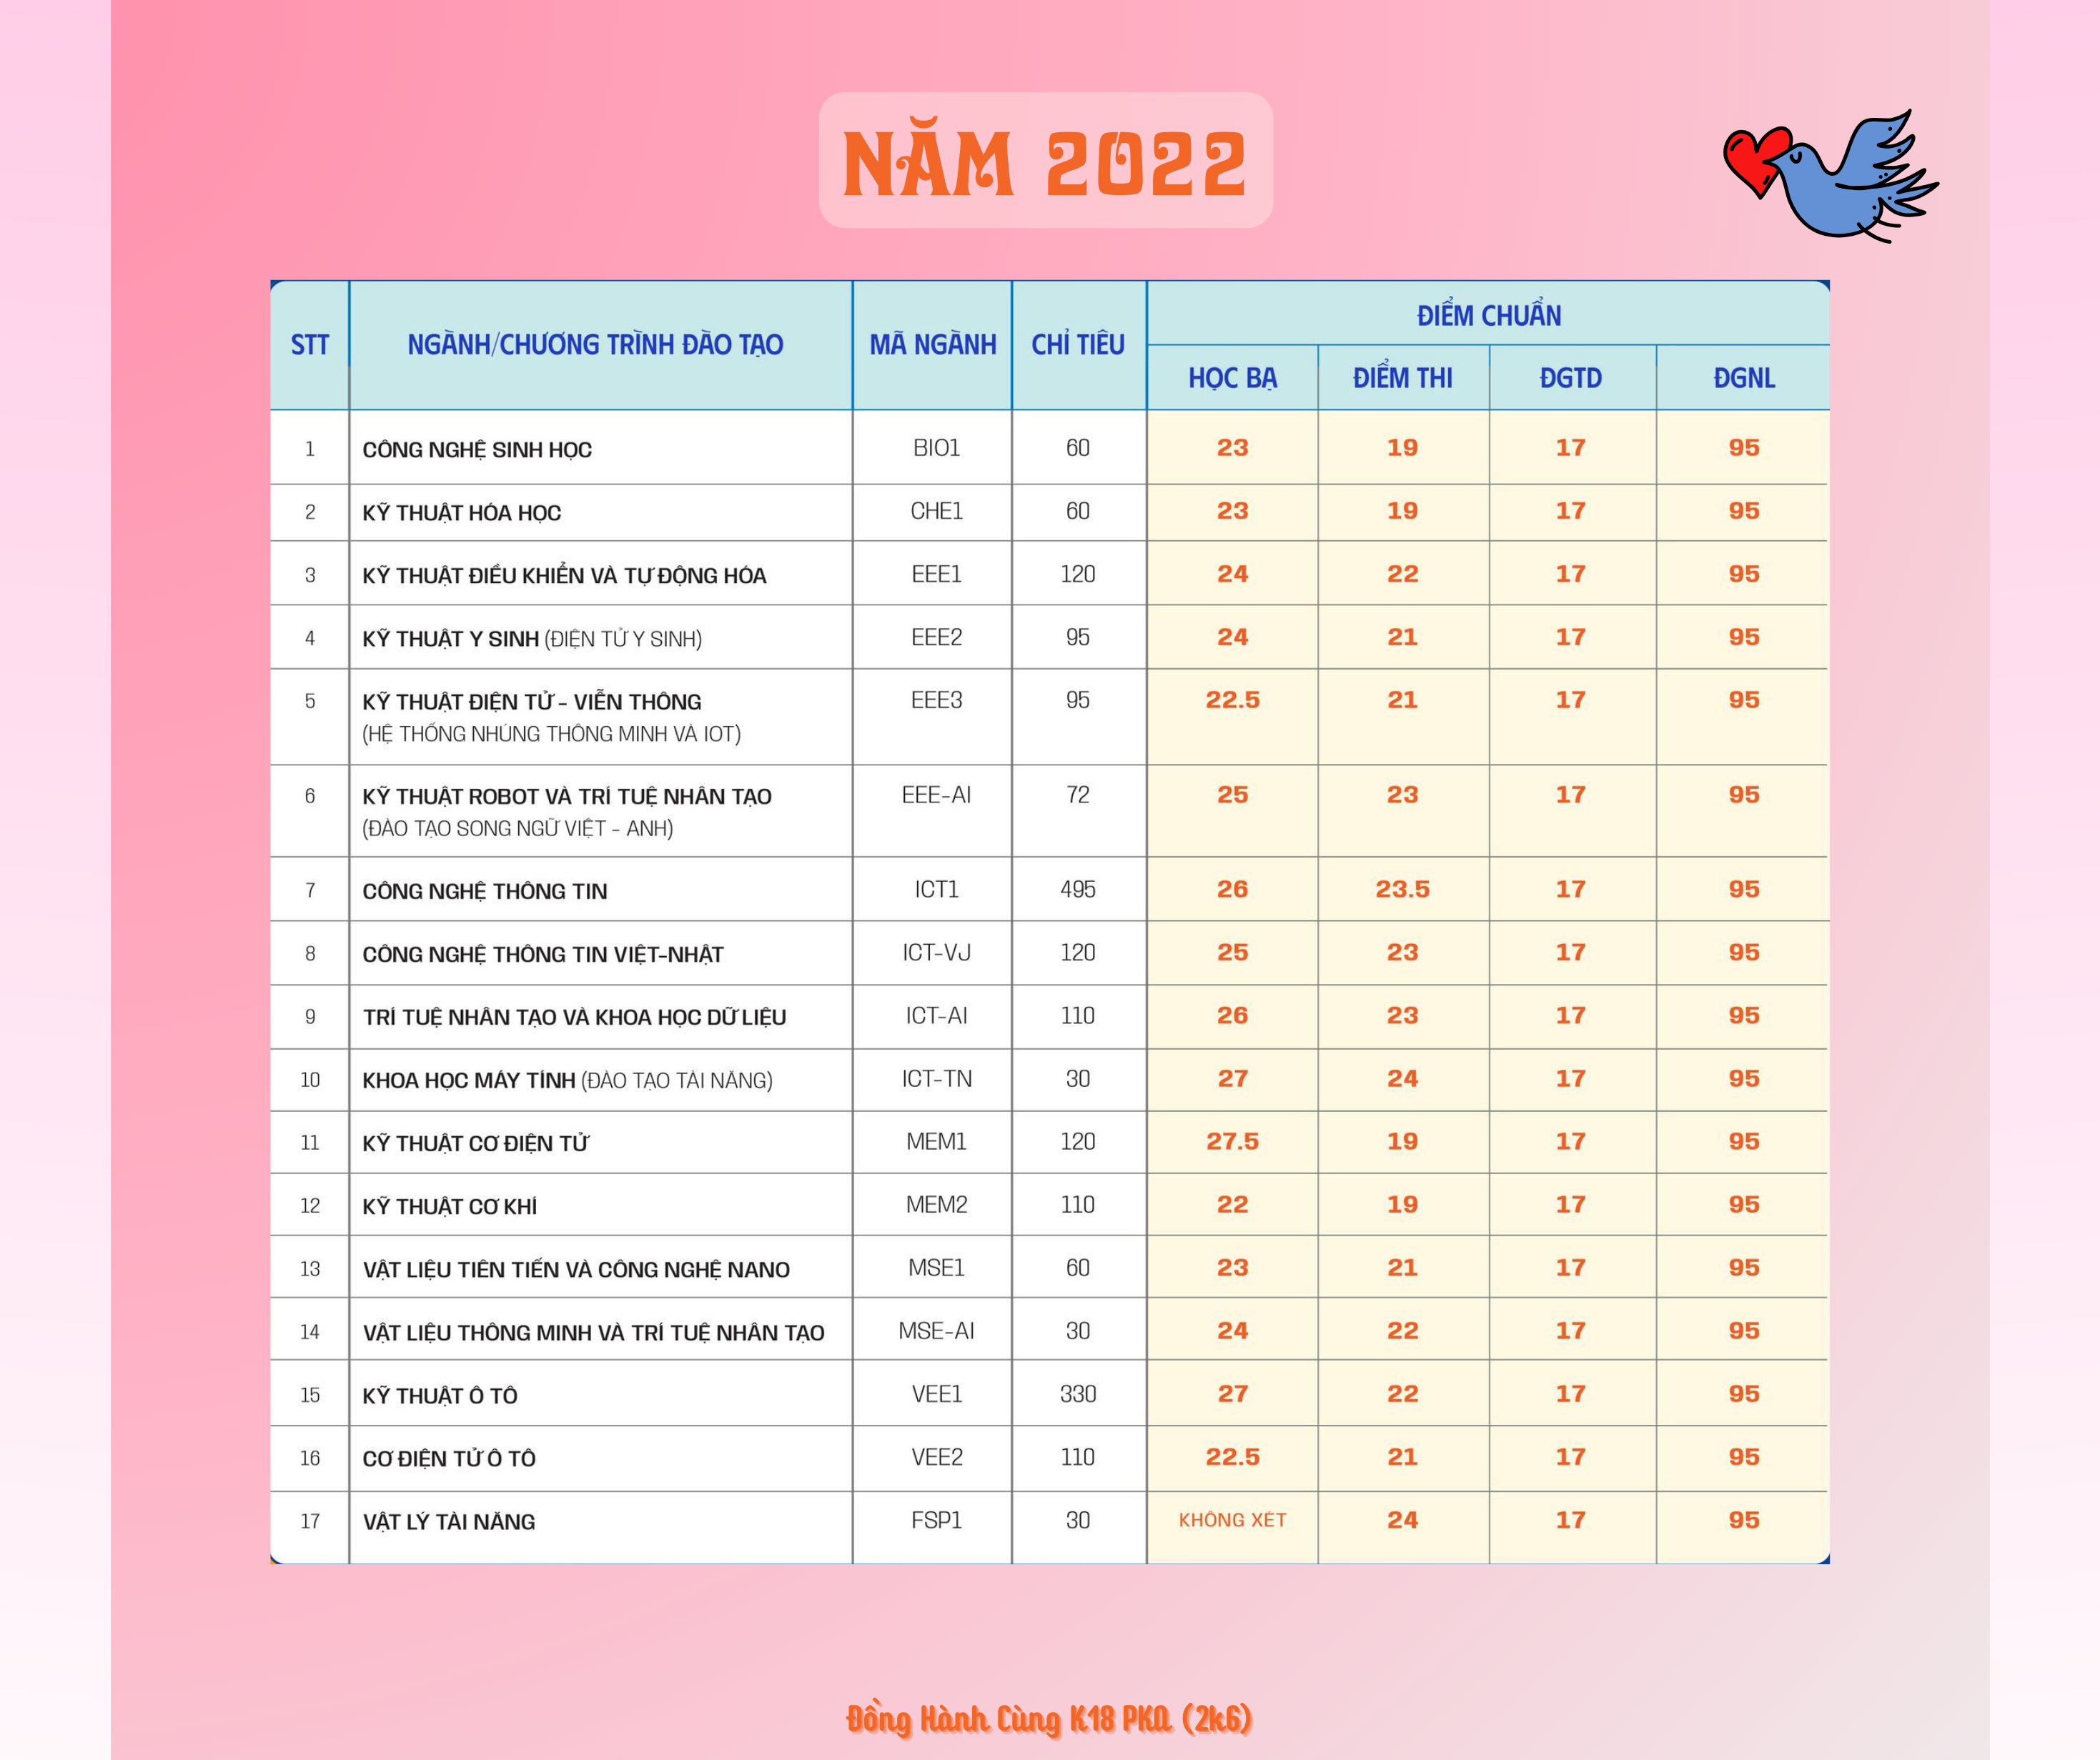 NĂM 2022
STT NGÀNH/CHƯƠNG TRÌNH ĐÀO TẠO MÃ NGÀNH CHỈ TIÊU ĐIỂM CHUẨN
HỌC BẠ ĐIỂM THI ĐGTD ĐGNL
1 CÔNG NGHỆ SINH HỌC BIO1 60 23 19 17 95
2 KỸ THUẬT HÓA HỌC CHE1 60 23 19 17 95
3 KỸ THUẬT ĐIỀU KHIỂN VÀ TỰ ĐỘNG HÓA EEE1 120 24 22 17 95
4 KỸ THUẬT Y SINH (ĐIỆN TỬ Y SINH) EEE2 95 24 21 17 95
5 KỸ THUẬT ĐIỆN TỬ - VIỄN THÔNG EEE3 95 22.5 21 17 95
(HỆ THỐNG NHÚNG THÔNG MINH VÀ IOT)
6 KỸ THUẬT ROBOT VÀ TRÍ TUỆ NHÂN TẠO EEE-AI 72 25 23 17 95
(ĐÀO TẠO SONG NGỮ VIỆT - ANH)
7 CÔNG NGHỆ THÔNG TIN ICT1 495 26 23.5 17 95
8 CÔNG NGHỆ THÔNG TIN VIỆT-NHẬT ICT-VJ 120 25 23 17 95
9 TRÍ TUỆ NHÂN TẠO VÀ KHOA HỌC DỮ LIỆU ICT-AI 110 26 23 17 95
10 KHOA HỌC MÁY TÍNH (ĐÀO TẠO TÀI NĂNG) ICT-TN 30 27 24 17 95
11 KỸ THUẬT CƠ ĐIỆN TỬ MEM1 120 27.5 19 17 95
12 KỸ THUẬT CƠ KHÍ MEM2 110 22 19 17 95
13 VẬT LIỆU TIÊN TIẾN VÀ CÔNG NGHỆ NANO MSE1 60 23 21 17 95
14 VẬT LIỆU THÔNG MINH VÀ TRÍ TUỆ NHÂN TẠO MSE-AI 30 24 22 17 95
15 KỸ THUẬT Ô TÔ VEE1 330 27 22 17 95
16 CƠ ĐIỆN TỬ Ô TÔ VEE2 110 22.5 21 17 95
17 VẬT LÝ TÀI NĂNG FSP1 30 KHÔNG XÉT 24 17 95
Đồng Hành Cùng K18 PKA (2k6)